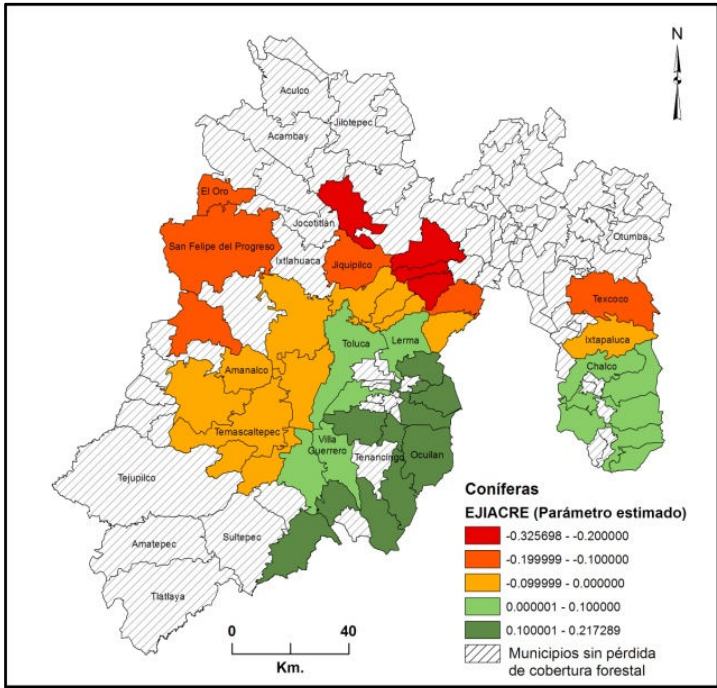 N
Aculco
Jilotepec
Acambay
El Oro
Jocotitlán
Otumba
San Felipe del Progreso
Ixtlahuaca
Jiquipilco
Texcoco
Toluca
Lerma
Ixtapaluca
Amanalco
Chalco
Temascaltepec
Villa
Guerrero
Tenancingo
Ocuilan
Tejupilco
Sultepec
Amatepec
Tlatlaya
0 40
Km.
Coníferas
EJIACRE (Parámetro estimado)
-0.325698 - -0.200000
-0.199999 - -0.100000
-0.099999 - 0.000000
0.000001 - 0.100000
0.100001 - 0.217289
Municipios sin pérdida
de cobertura forestal